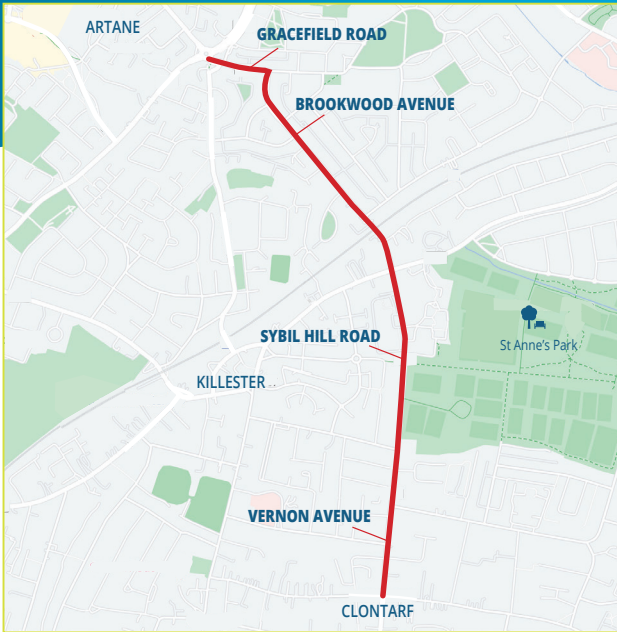 ARTANE
GRACEFIELD ROAD
BROOKWOOD AVENUE
St Anne's Park
SYBIL HILL ROAD
KILLESTER
VERNON AVENUE
CLONTARF